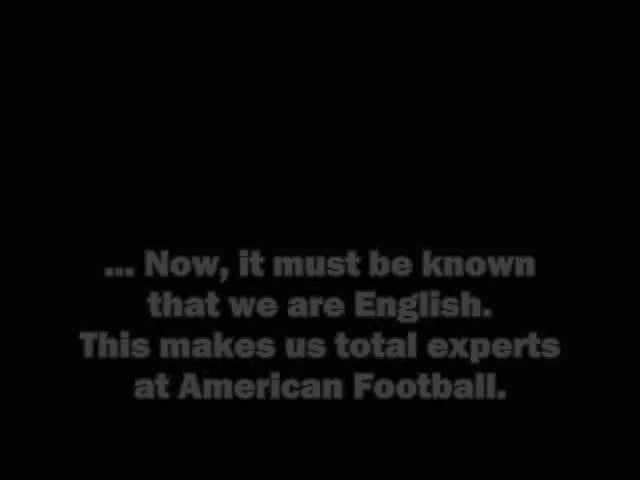 ... Now, it must be known
that we are English.
This makes us total experts
at American Football.